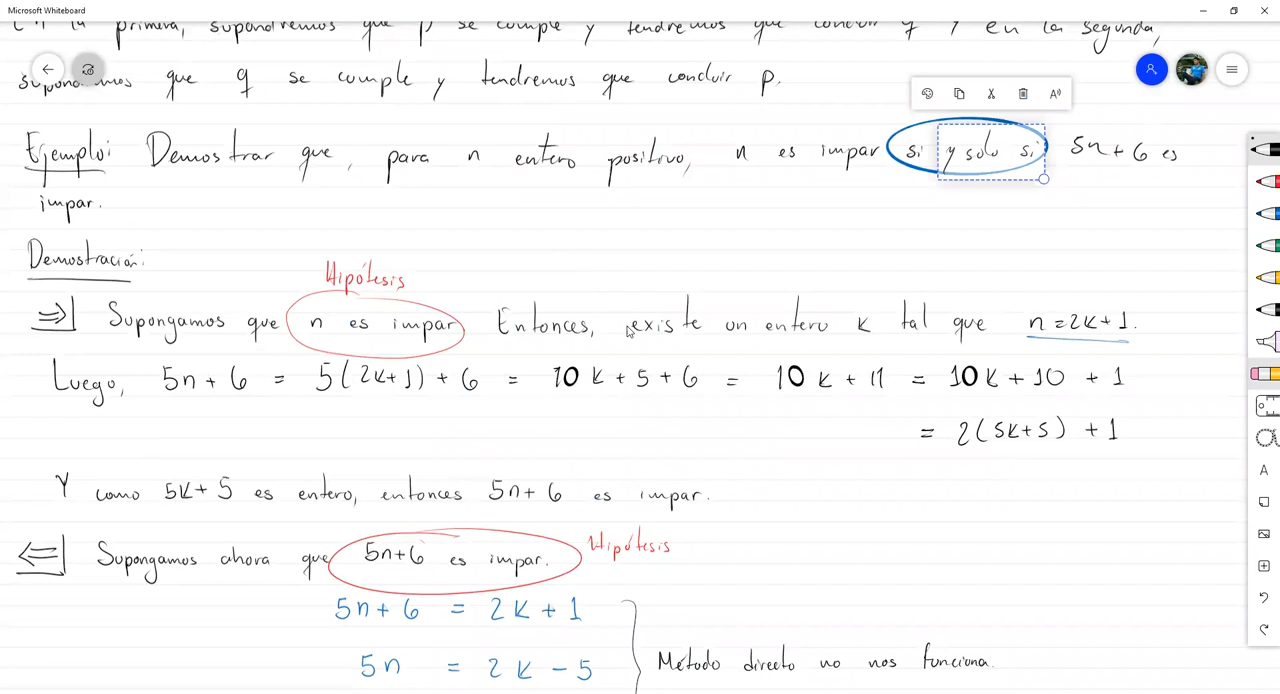 Microsoft Whiteboard
la primera, supondremos que p se cumple y tendremos que concluir q y en la segunda,
supondremos que q se cumple y tendremos que concluir p.
Ejemplo: Demostrar que, para n entero positivo, n es impar si y solo si 5n+6 es
impar.
Demostración:
Hipótesis
⇒] Supongamos que n es impar. Entonces, existe un entero k tal que n=2k+1.
Luego, 5n+6 = 5(2k+1)+6 = 10k+5+6 = 10k+11 = 10k+10+1
= 2(5k+5)+1
Y como 5k+5 es entero, entonces 5n+6 es impar.
⇐] Supongamos ahora que 5n+6 es impar. Hipótesis
5n+6 = 2k+1
5n = 2k-5
Metodo directo no nos funciona.